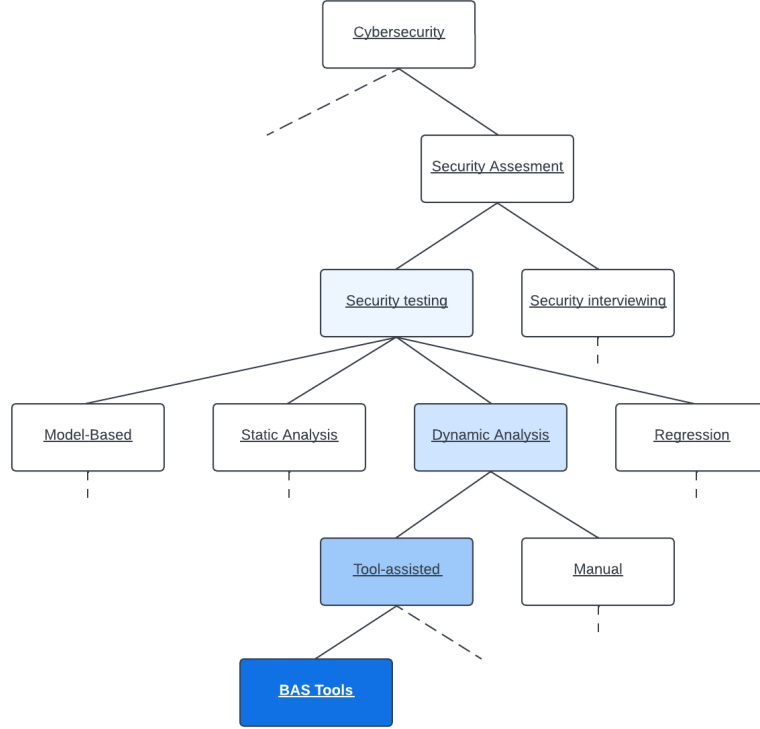 Cybersecurity
Security Assesment
Security testing
Security interviewing
Model-Based
Static Analysis
Dynamic Analysis
Regression
Tool-assisted
Manual
BAS Tools